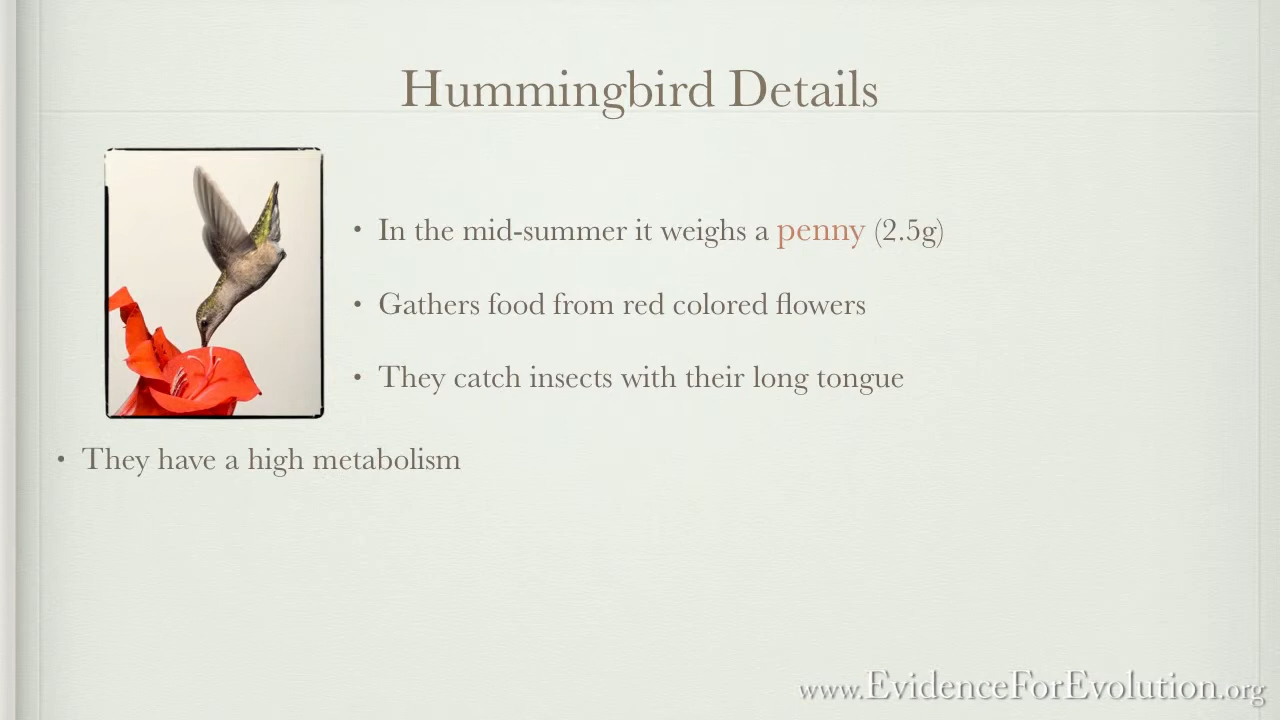 Hummingbird Details
• In the mid-summer it weighs a penny (2.5g)
• Gathers food from red colored flowers
• They catch insects with their long tongue
• They have a high metabolism
www.EvidenceForEvolution.org